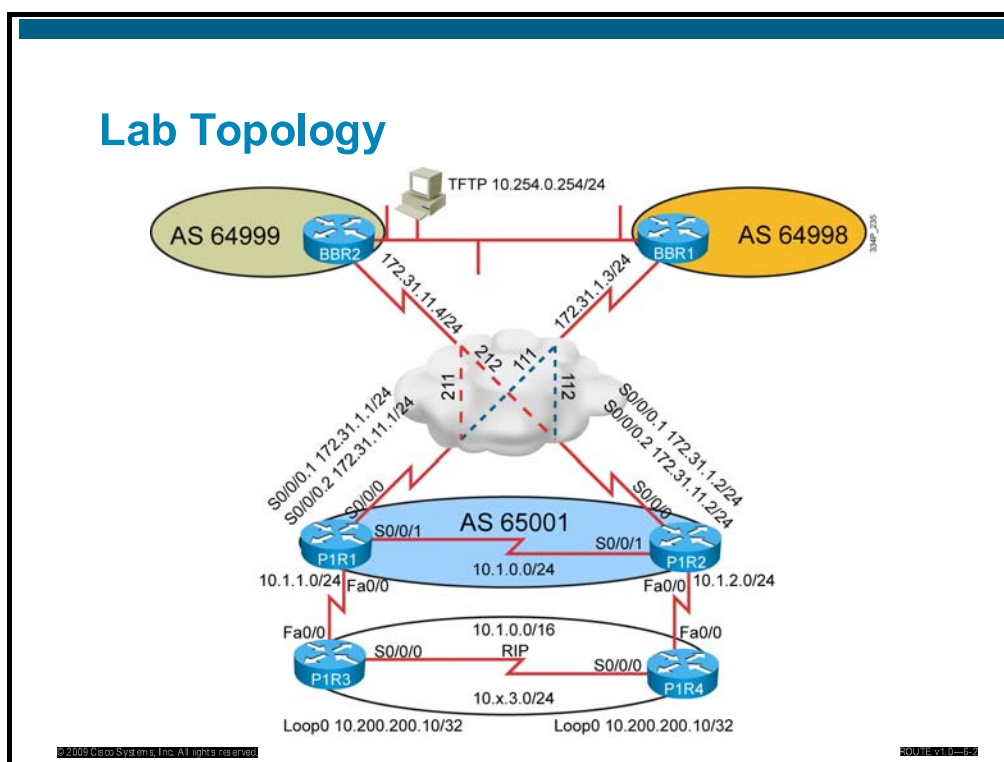 Lab Topology
TFTP 10.254.0.254/24
AS 64999
BBR2
BBR1
AS 64998
334P_235
172.31.11.4/24
172.31.1.3/24
211
212
111
112
S0/0/0.1 172.31.1.1/24
S0/0/0.2 172.31.11.1/24
S0/0/0
S0/0/0.1 172.31.1.2/24
S0/0/0.2 172.31.11.2/24
S0/0/0
AS 65001
P1R1
S0/0/1
S0/0/1
P1R2
10.1.0.0/24
10.1.1.0/24
Fa0/0
Fa0/0
10.1.2.0/24
Fa0/0
10.1.0.0/16
Fa0/0
P1R3
S0/0/0
RIP
S0/0/0
P1R4
10.x.3.0/24
Loop0 10.200.200.10/32
Loop0 10.200.200.10/32
© 2009 Cisco Systems, Inc. All rights reserved.
ROUTE v1.0—6-2